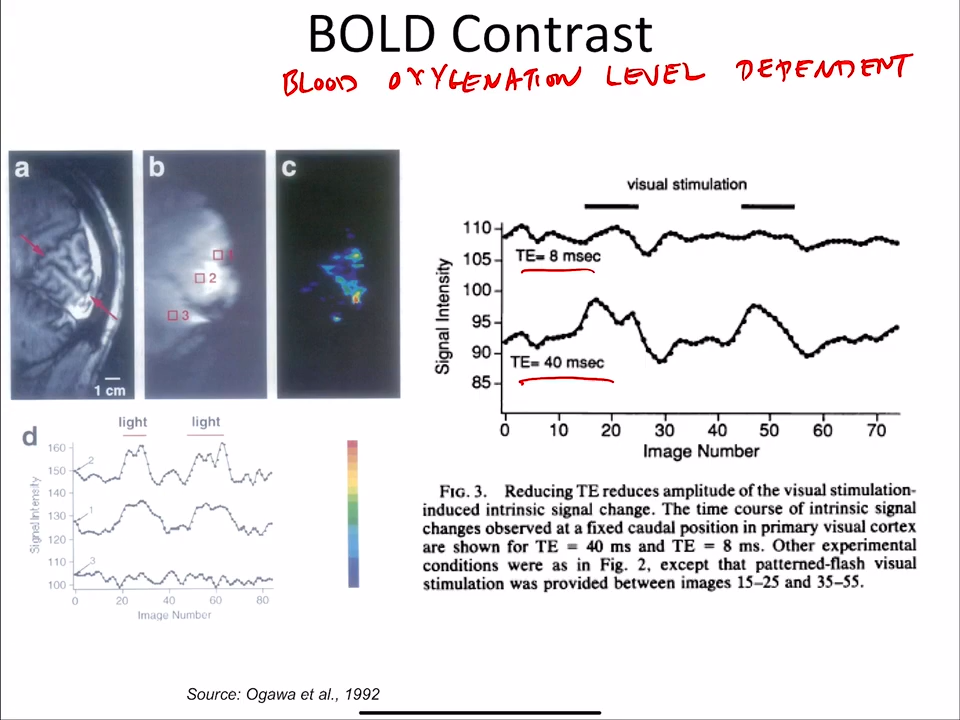 BOLD Contrast
BLOOD OXYGENATION LEVEL DEPENDENT
a
b
c
1
2
3
1 cm
visual stimulation
110
105
100
95
90
85
Signal Intensity
TE= 8 msec
TE= 40 msec
0 10 20 30 40 50 60 70
Image Number
d
light light
160
150
140
130
120
110
100
Signal Intensity
2
1
3
0 20 40 60 80
Image Number
FIG. 3. Reducing TE reduces amplitude of the visual stimulation-
induced intrinsic signal change. The time course of intrinsic signal
changes observed at a fixed caudal position in primary visual cortex
are shown for TE = 40 ms and TE = 8 ms. Other experimental
conditions were as in Fig. 2, except that patterned-flash visual
stimulation was provided between images 15–25 and 35–55.
Source: Ogawa et al., 1992